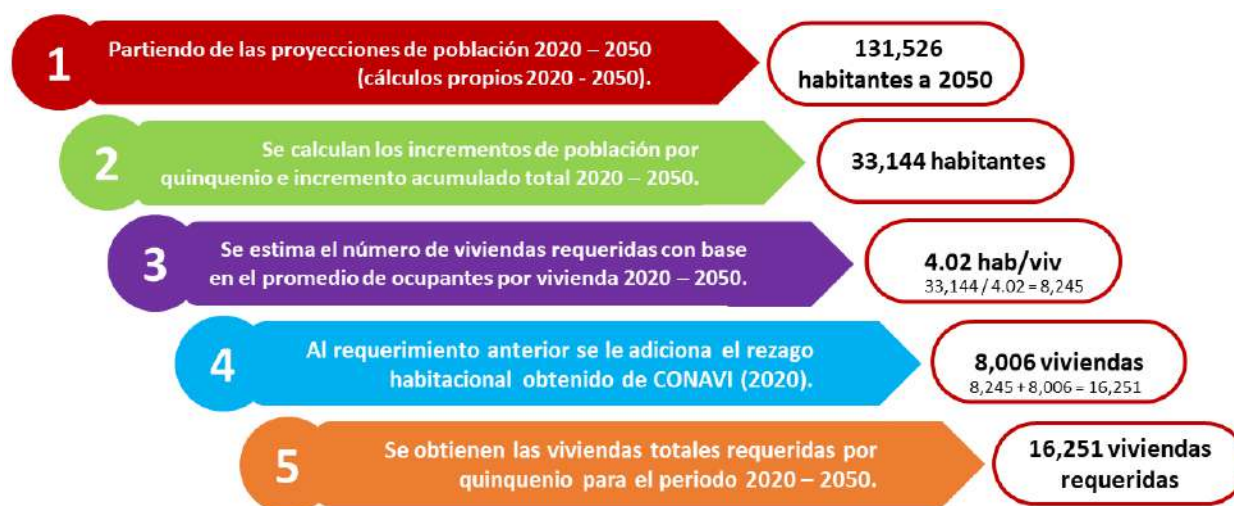 1
Partiendo de las proyecciones de población 2020 – 2050
(cálculos propios 2020 - 2050).
131,526
habitantes a 2050
2
Se calculan los incrementos de población por
quinquenio e incremento acumulado total 2020 – 2050.
33,144 habitantes
3
Se estima el número de viviendas requeridas con base
en el promedio de ocupantes por vivienda 2020 – 2050.
4.02 hab/viv
33,144 / 4.02 = 8,245
4
Al requerimiento anterior se le adiciona el rezago
habitacional obtenido de CONAVI (2020).
8,006 viviendas
8,245 + 8,006 = 16,251
5
Se obtienen las viviendas totales requeridas por
quinquenio para el periodo 2020 – 2050.
16,251 viviendas
requeridas